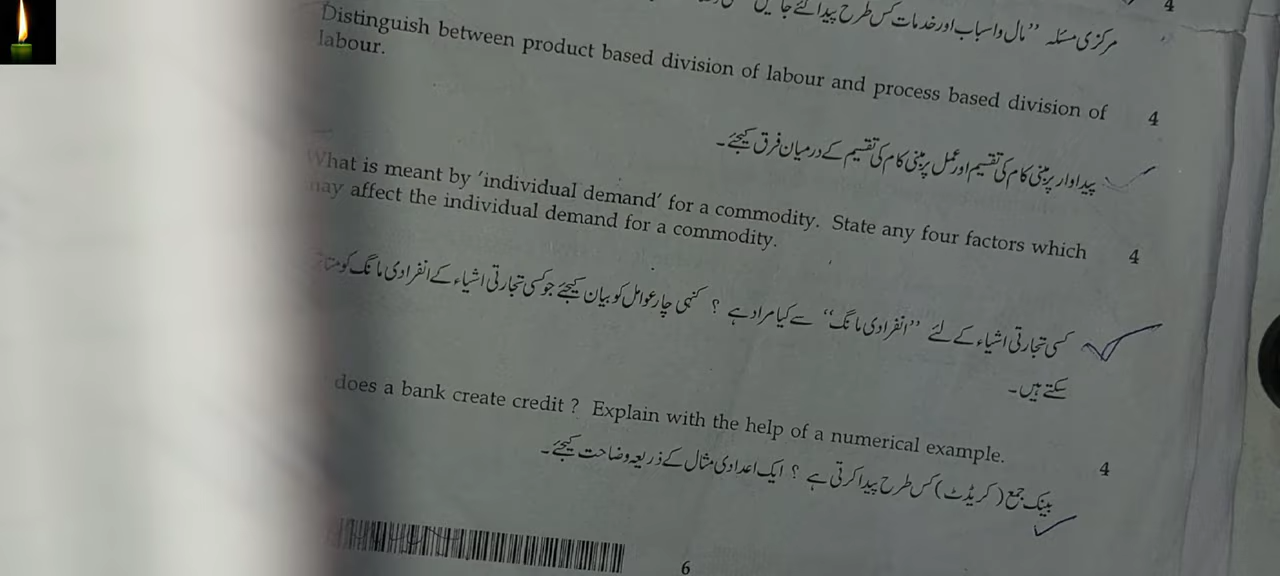 مرکزی مسئلہ ”مال و اسباب اور خدمات کس طرح پیدا کئے جا
4
Distinguish between product based division of labour and process based division of
4
labour.
پیداوار پر مبنی کام کی تقسیم اور عمل پر مبنی کام کی تقسیم کے درمیان فرق کیجئے۔
What is meant by 'individual demand' for a commodity. State any four factors which
4
may affect the individual demand for a commodity.
کسی تجارتی اشیاء کے لئے ”انفرادی مانگ“ سے کیا مراد ہے ؟ کنہی چار عوامل کو بیان کیجئے جو کسی تجارتی اشیاء کے انفرادی مانگ کو
سکتے ہیں۔
does a bank create credit ? Explain with the help of a numerical example.
4
بینک جمع (کریڈٹ) کس طرح پیدا کرتی ہے ؟ ایک اعدادی مثال کے ذریعہ وضاحت کیجئے۔
6